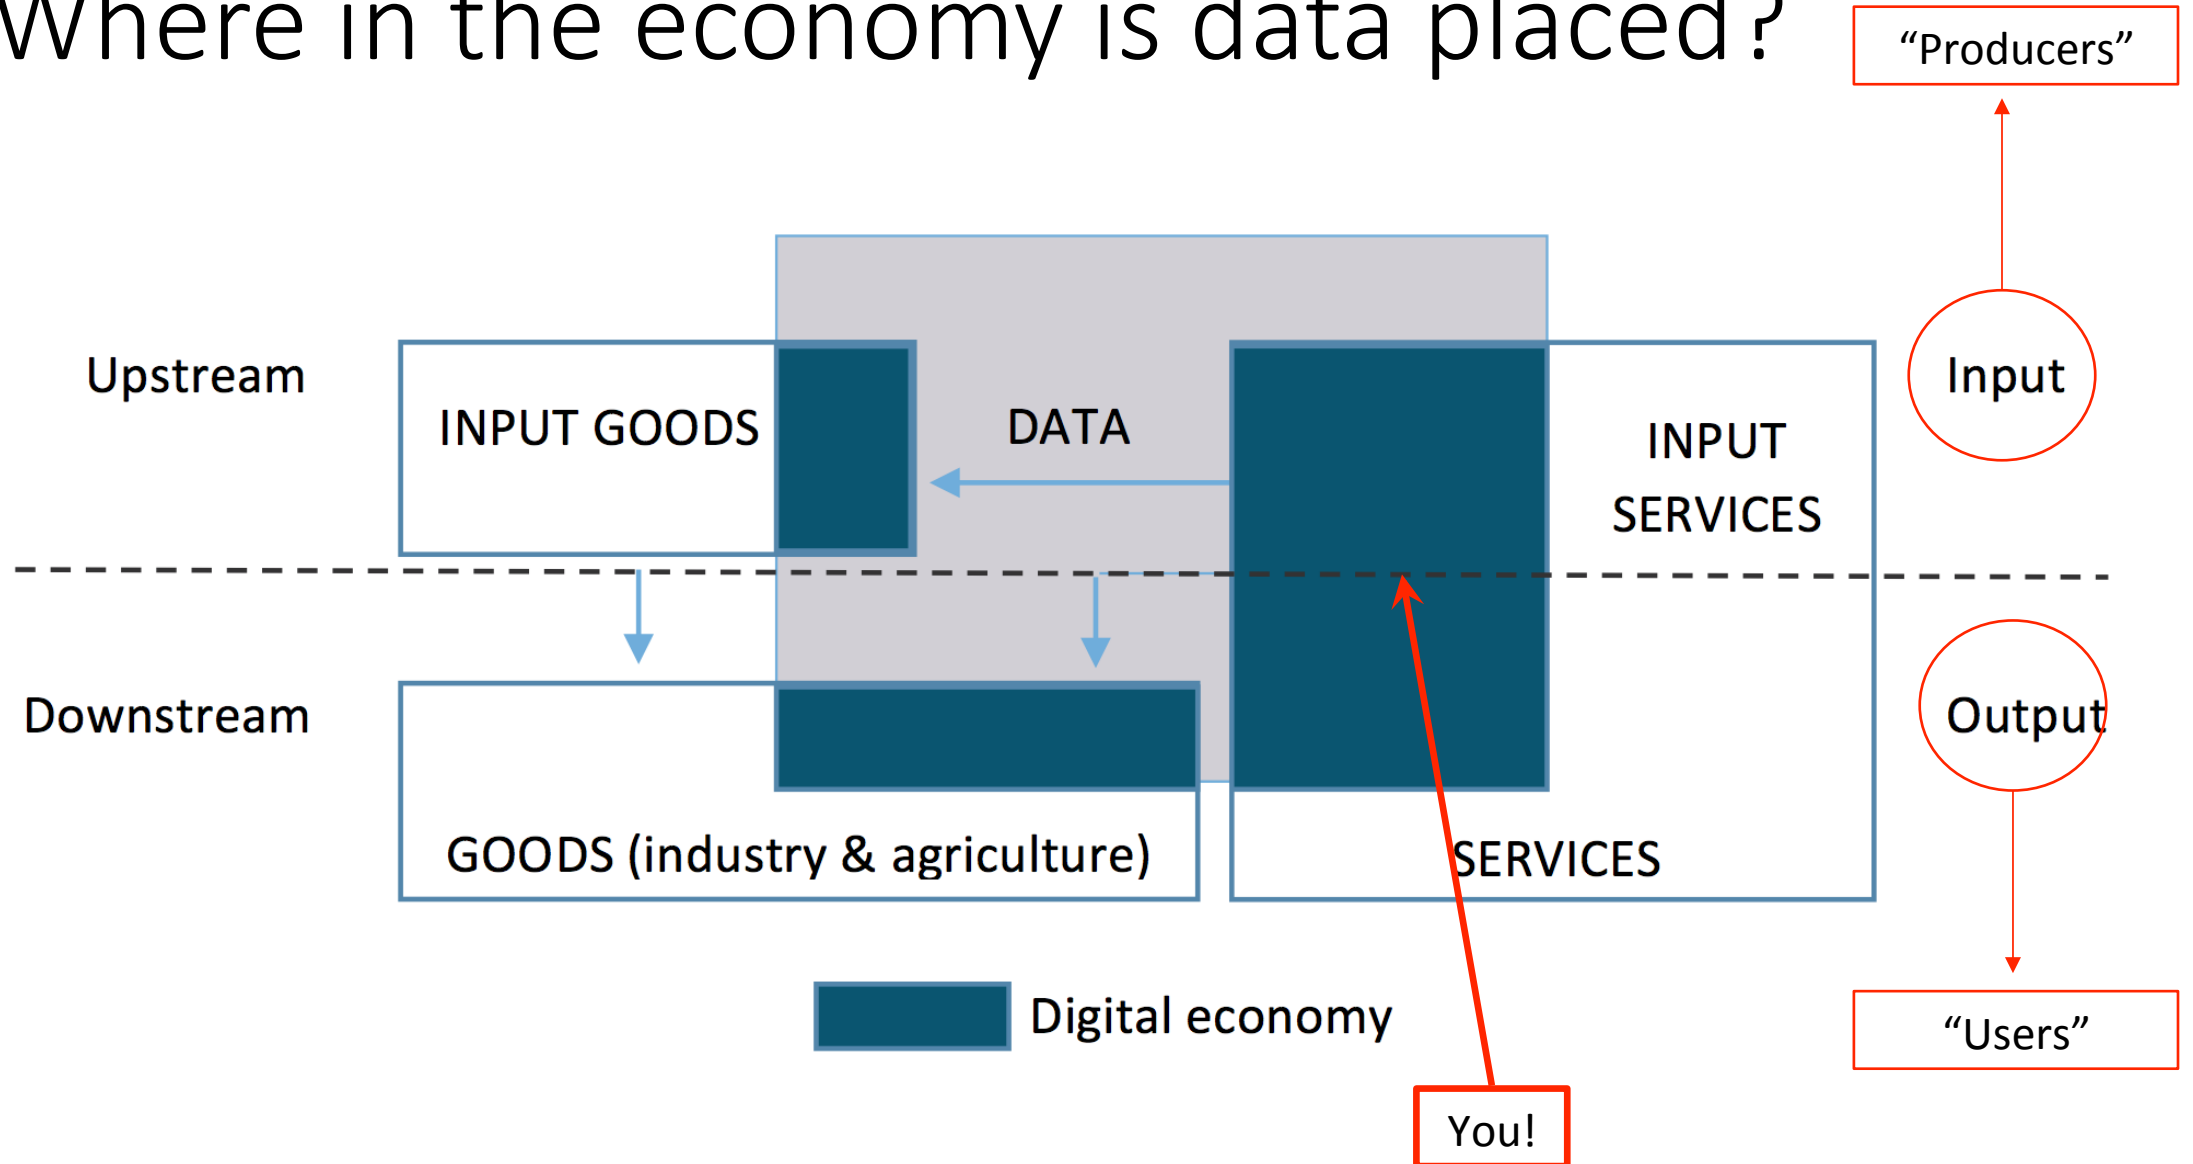 Where in the economy is data placed?
“Producers”
Upstream
INPUT GOODS
DATA
INPUT
SERVICES
Input
Downstream
GOODS (industry & agriculture)
SERVICES
Output
Digital economy
“Users”
You!